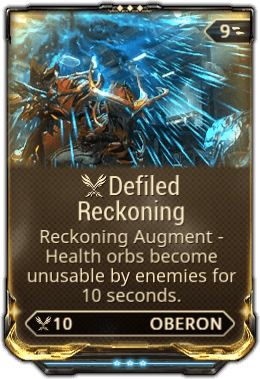 9
Defiled
Reckoning
Reckoning Augment -
Health orbs become
unusable by enemies for
10 seconds.
10 OBERON